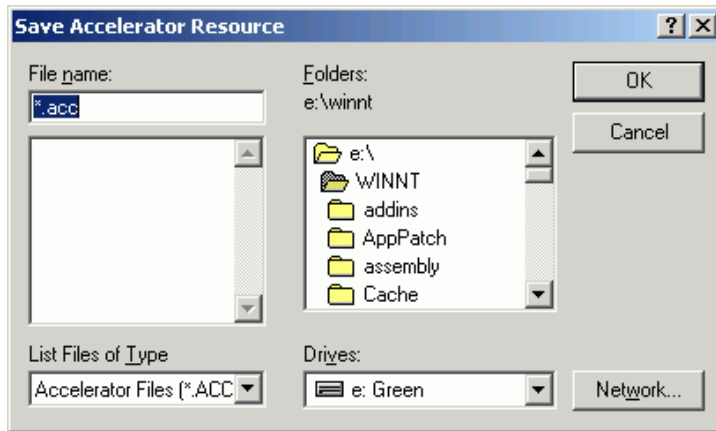 Save Accelerator Resource
File name:
*.acc
Folders:
e:\winnt
e:\
WINNT
addins
AppPatch
assembly
Cache
OK
Cancel
List Files of Type
Accelerator Files (*.ACC
Drives:
e: Green
Network...